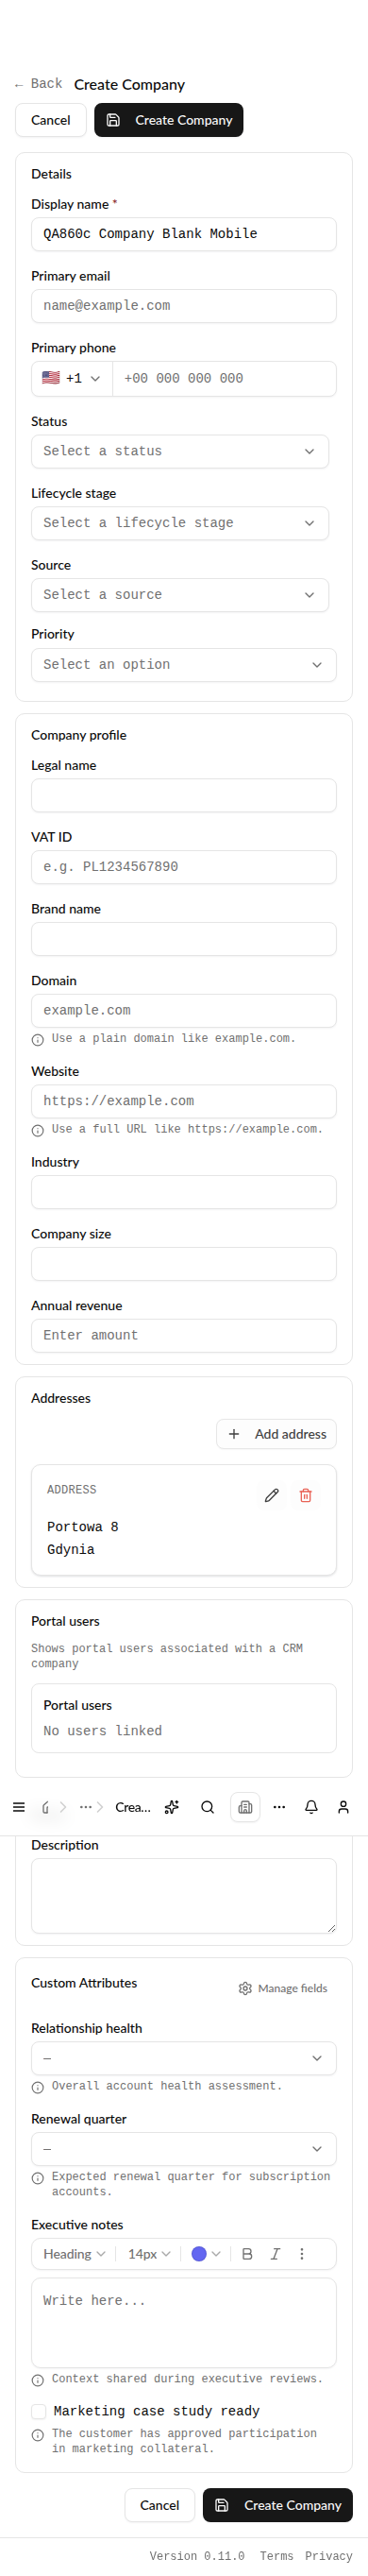 ← Back Create Company
Cancel Create Company
Details
Display name *
QA860c Company Blank Mobile
Primary email
name@example.com
Primary phone
+1 +00 000 000 000
Status
Select a status
Lifecycle stage
Select a lifecycle stage
Source
Select a source
Priority
Select an option
Company profile
Legal name
VAT ID
e.g. PL1234567890
Brand name
Domain
example.com
Use a plain domain like example.com.
Website
https://example.com
Use a full URL like https://example.com.
Industry
Company size
Annual revenue
Enter amount
Addresses
Add address
ADDRESS
Portowa 8
Gdynia
Portal users
Shows portal users associated with a CRM
company
Portal users
No users linked
Crea...
Description
Custom Attributes
Manage fields
Relationship health
—
Overall account health assessment.
Renewal quarter
—
Expected renewal quarter for subscription
accounts.
Executive notes
Heading 14px B I
Write here...
Context shared during executive reviews.
Marketing case study ready
The customer has approved participation
in marketing collateral.
Cancel Create Company
Version 0.11.0 Terms Privacy